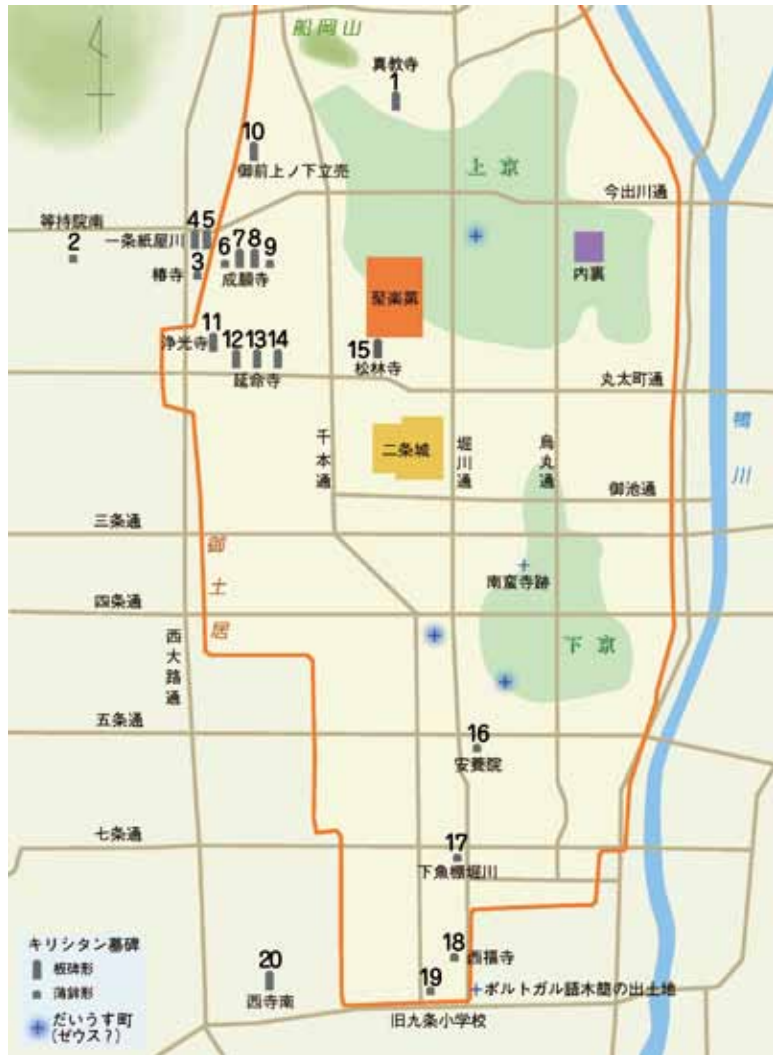 船岡山
真教寺
1
10
御前上ノ下立売
上京
今出川通
等持院南
2
4 5
一条紙屋川
3
椿寺
6 7 8 9
成願寺
聚楽第
内裏
11
浄光寺
12 13 14
延命寺
15
松林寺
丸太町通
千本通
二条城
堀川通
烏丸通
鴨川
御池通
三条通
御土居
南蛮寺跡
四条通
下京
西大路通
五条通
16
安養院
七条通
17
下魚棚堀川
キリシタン墓碑
板碑形
蒲鉾形
だいうす町
(ゼウス?)
20
西寺南
18
西福寺
19
ポルトガル語木簡の出土地
旧九条小学校